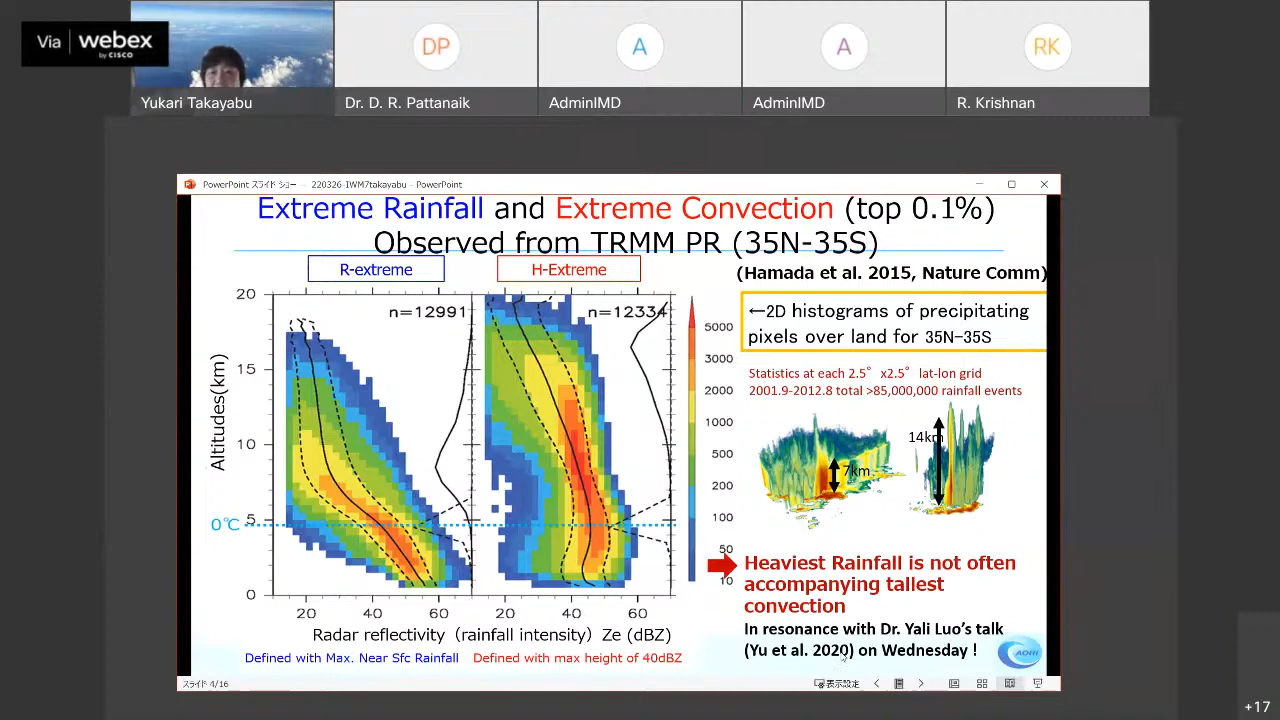 Via webex
by CISCO
DP
A
A
RK
Yukari Takayabu
Dr. D. R. Pattanaik
AdminIMD
AdminIMD
R. Krishnan
PowerPoint スライド ショー - 220326-IWM7takayabu - PowerPoint
Extreme Rainfall and Extreme Convection (top 0.1%)
Observed from TRMM PR (35N-35S)
R-extreme
H-Extreme
(Hamada et al. 2015, Nature Comm)
←2D histograms of precipitating
pixels over land for 35N-35S
Statistics at each 2.5° x2.5° lat-lon grid
2001.9-2012.8 total >85,000,000 rainfall events
20
15
10
5
0
Altitudes(km)
0℃
n=12991
n=12334
5000
3000
2000
1000
500
200
100
50
10
7km
14km
20 40 60 20 40 60
Radar reflectivity (rainfall intensity) Ze (dBZ)
Defined with Max. Near Sfc Rainfall
Defined with max height of 40dBZ
Heaviest Rainfall is not often
accompanying tallest
convection
In resonance with Dr. Yali Luo's talk
(Yu et al. 2020) on Wednesday !
AORI
スライド 4/16
表示設定
+17